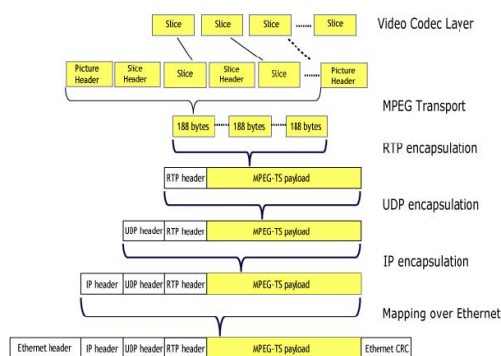 Slice Slice Slice Slice Video Codec Layer
Picture Header Slice Header Slice Slice Header Slice Picture Header
MPEG Transport
188 bytes 188 bytes 188 bytes
RTP encapsulation
RTP header MPEG-TS payload
UDP encapsulation
UDP header RTP header MPEG-TS payload
IP encapsulation
IP header UDP header RTP header MPEG-TS payload
Mapping over Ethernet
Ethernet header IP header UDP header RTP header MPEG-TS payload Ethernet CRC